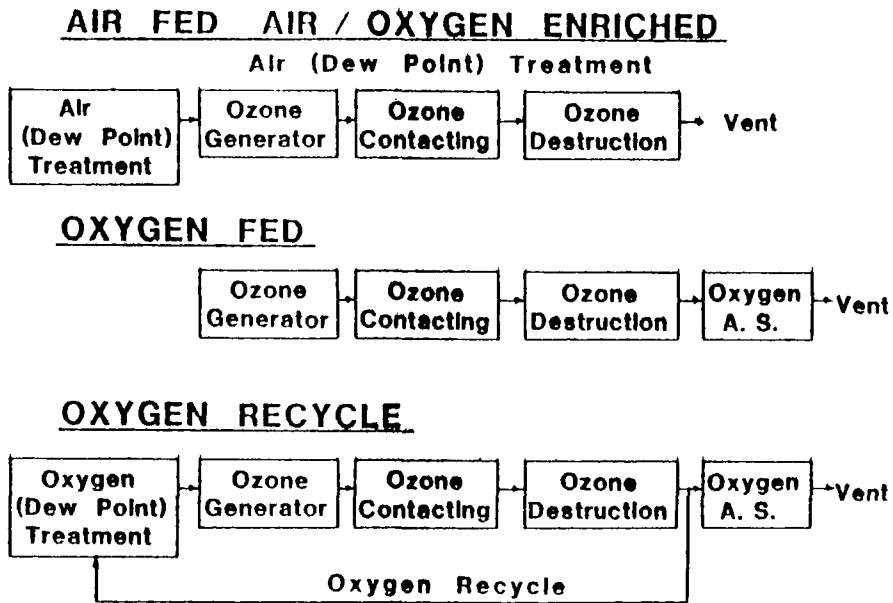 AIR FED AIR / OXYGEN ENRICHED
Air (Dew Point) Treatment
Air
(Dew Point)
Treatment
Ozone
Generator
Ozone
Contacting
Ozone
Destruction
Vent
OXYGEN FED
Ozone
Generator
Ozone
Contacting
Ozone
Destruction
Oxygen
A. S.
Vent
OXYGEN RECYCLE
Oxygen
(Dew Point)
Treatment
Ozone
Generator
Ozone
Contacting
Ozone
Destruction
Oxygen
A. S.
Vent
Oxygen Recycle